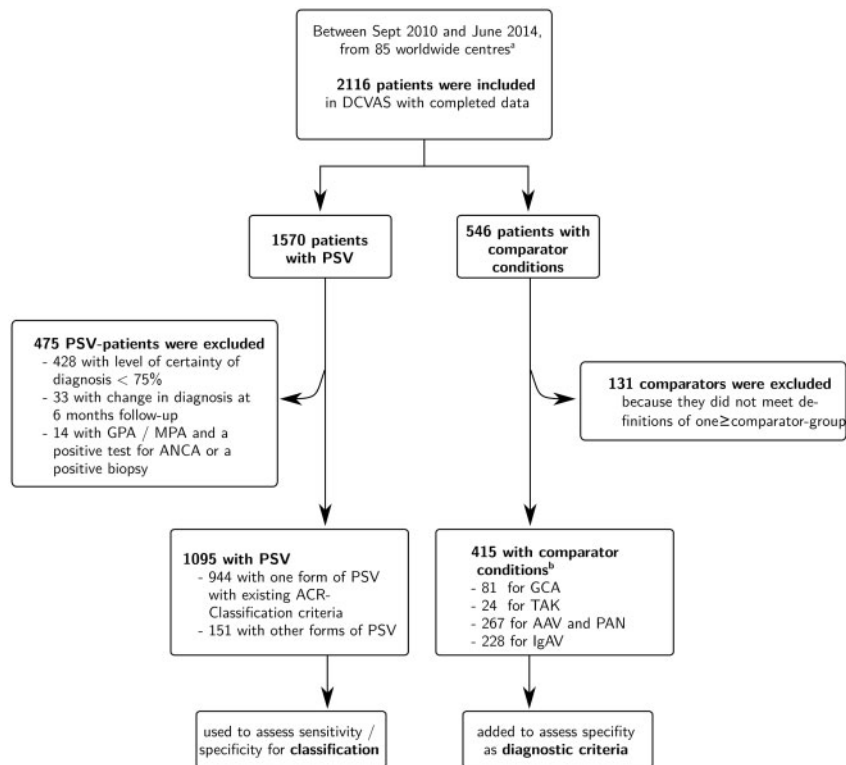 Between Sept 2010 and June 2014,
from 85 worldwide centresᵃ
2116 patients were included
in DCVAS with completed data
1570 patients
with PSV
546 patients with
comparator
conditions
475 PSV-patients were excluded
- 428 with level of certainty of
diagnosis < 75%
- 33 with change in diagnosis at
6 months follow-up
- 14 with GPA / MPA and a
positive test for ANCA or a
positive biopsy
131 comparators were excluded
because they did not meet de-
finitions of one≥comparator-group
1095 with PSV
- 944 with one form of PSV
with existing ACR-
Classification criteria
- 151 with other forms of PSV
415 with comparator
conditionsᵇ
- 81 for GCA
- 24 for TAK
- 267 for AAV and PAN
- 228 for IgAV
used to assess sensitivity /
specificity for classification
added to assess specifity
as diagnostic criteria